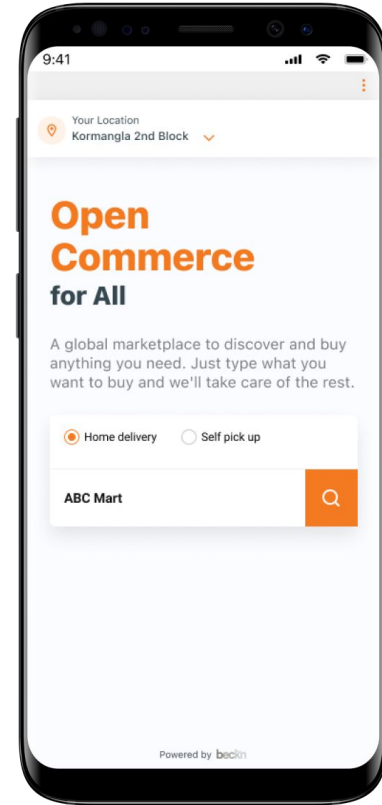 9:41
Your Location
Kormangla 2nd Block
Open
Commerce
for All
A global marketplace to discover and buy
anything you need. Just type what you
want to buy and we'll take care of the rest.
Home delivery Self pick up
ABC Mart
Powered by beckn